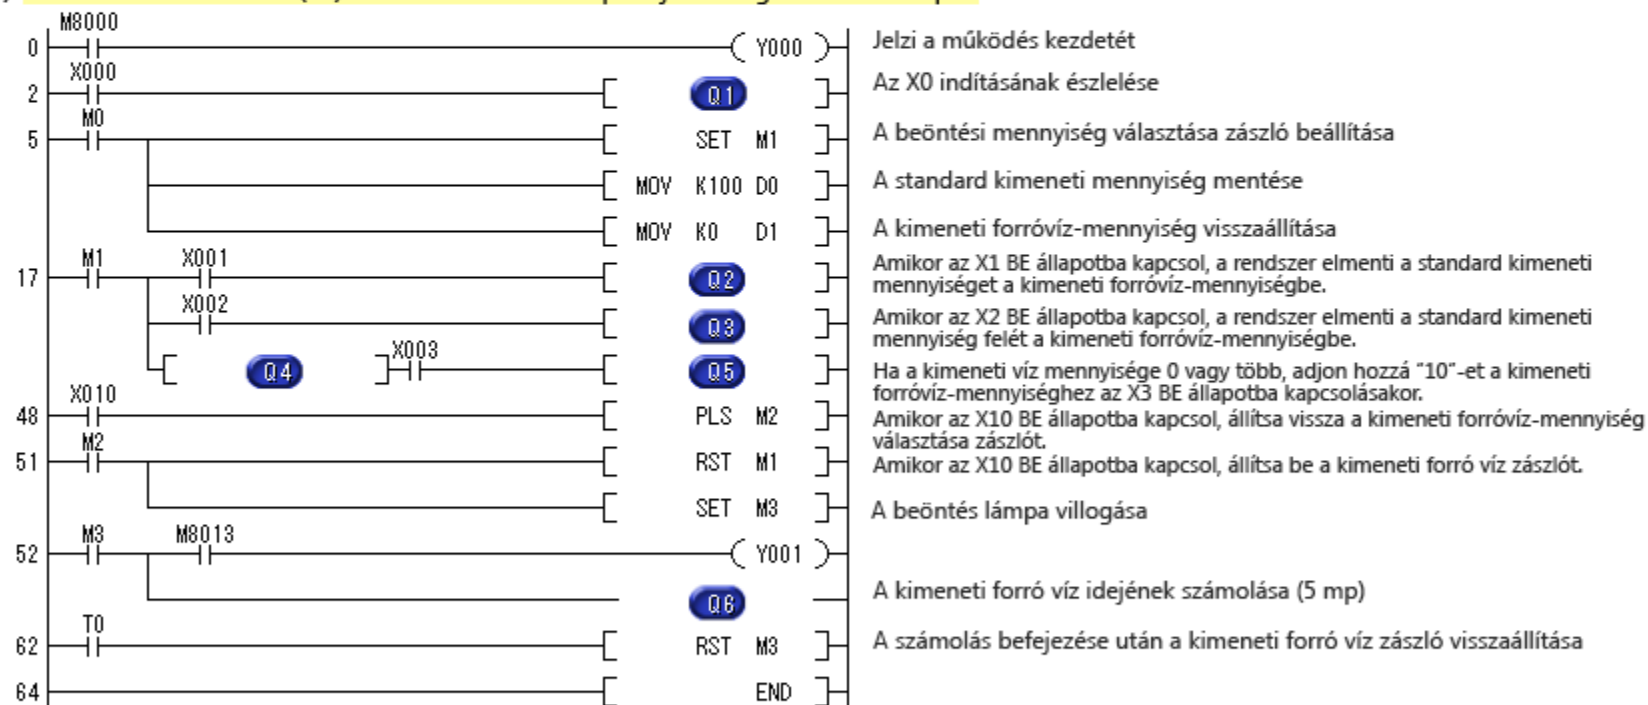 M8000
0 ( Y000 ) Jelzi a működés kezdetét
X000
2 [ Q1 ] Az X0 indításának észlelése
M0
5 [ SET M1 ] A beöntési mennyiség választása zászló beállítása
[ MOV K100 D0 ] A standard kimeneti mennyiség mentése
[ MOV K0 D1 ] A kimeneti forróvíz-mennyiség visszaállítása
M1 X001
17 [ Q2 ] Amikor az X1 BE állapotba kapcsol, a rendszer elmenti a standard kimeneti
mennyiséget a kimeneti forróvíz-mennyiségbe.
X002
[ Q3 ] Amikor az X2 BE állapotba kapcsol, a rendszer elmenti a standard kimeneti
mennyiség felét a kimeneti forróvíz-mennyiségbe.
X003
[ Q4 ] [ Q5 ] Ha a kimeneti víz mennyisége 0 vagy több, adjon hozzá "10"-et a kimeneti
forróvíz-mennyiséghez az X3 BE állapotba kapcsolásakor.
X010
48 [ PLS M2 ] Amikor az X10 BE állapotba kapcsol, állítsa vissza a kimeneti forróvíz-mennyiség
választása zászlót.
M2
51 [ RST M1 ] Amikor az X10 BE állapotba kapcsol, állítsa be a kimeneti forró víz zászlót.
[ SET M3 ] A beöntés lámpa villogása
M3 M8013
52 ( Y001 )
Q6 A kimeneti forró víz idejének számolása (5 mp)
T0
62 [ RST M3 ] A számolás befejezése után a kimeneti forró víz zászló visszaállítása
64 [ END ]